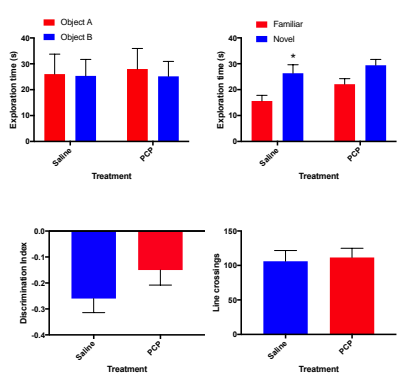 Object A
Object B
Exploration time (s)
40
30
20
10
0
Saline
PCP
Treatment
Familiar
Novel
Exploration time (s)
40
30
20
10
0
*
Saline
PCP
Treatment
Discrimination Index
0.0
-0.1
-0.2
-0.3
-0.4
Saline
PCP
Treatment
Line crossings
150
100
50
0
Saline
PCP
Treatment